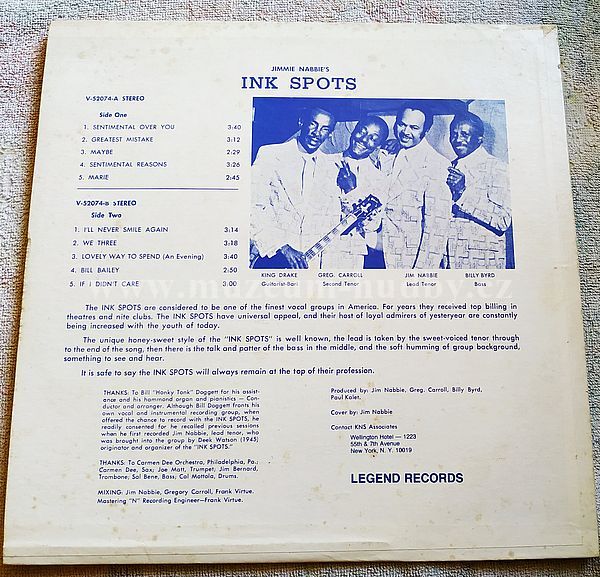 JIMMIE NABBIE'S
INK SPOTS
V-52074-A STEREO
Side One
1. SENTIMENTAL OVER YOU 3:40
2. GREATEST MISTAKE 3:12
3. MAYBE 2:29
4. SENTIMENTAL REASONS 3:26
5. MARIE 2:45
V-52074-B STEREO
Side Two
1. I'LL NEVER SMILE AGAIN 3:14
2. WE THREE 3:18
3. LOVELY WAY TO SPEND (An Evening) 3:40
4. BILL BAILEY 2:50
5. IF I DIDN'T CARE 3.00
KING DRAKE GREG. CARROLL JIM NABBIE BILLY BYRD
Guitarist-Bari Second Tenor Lead Tenor Bass
The INK SPOTS are considered to be one of the finest vocal groups in America. For years they received top billing in
theatres and nite clubs. The INK SPOTS have universal appeal, and their host of loyal admirers of yesteryear are constantly
being increased with the youth of today.
The unique honey-sweet style of the "INK SPOTS" is well known, the lead is taken by the sweet-voiced tenor through
to the end of the song, then there is the talk and patter of the bass in the middle, and the soft humming of group background,
something to see and hear.
It is safe to say the INK SPOTS will always remain at the top of their profession.
THANKS: To Bill "Honky Tonk" Doggett for his assist-
ance and his hammond organ and pianistics — Con-
ductor and arranger. Although Bill Doggett fronts his
own vocal and instrumental recording group, when
offered the chance to record with the INK SPOTS, he
readily consented for he recalled previous sessions
when he first recorded Jim Nabbie, lead tenor, who
was brought into the group by Deek Watson (1945)
originator and organizer of the "INK SPOTS."
THANKS: To Carmen Dee Orchestra, Philadelphia, Pa.;
Carmen Dee, Sax; Joe Matt, Trumpet; Jim Bernard,
Trombone; Sal Bene, Bass; Col Mottola, Drums.
MIXING: Jim Nabbie, Gregory Carroll, Frank Virtue.
Mastering "N" Recording Engineer—Frank Virtue.
Produced by: Jim Nabbie, Greg. Carroll, Billy Byrd,
Paul Kalet.
Cover by: Jim Nabbie
Contact KNS Associates
Wellington Hotel — 1223
55th & 7th Avenue
New York, N. Y. 10019
LEGEND RECORDS